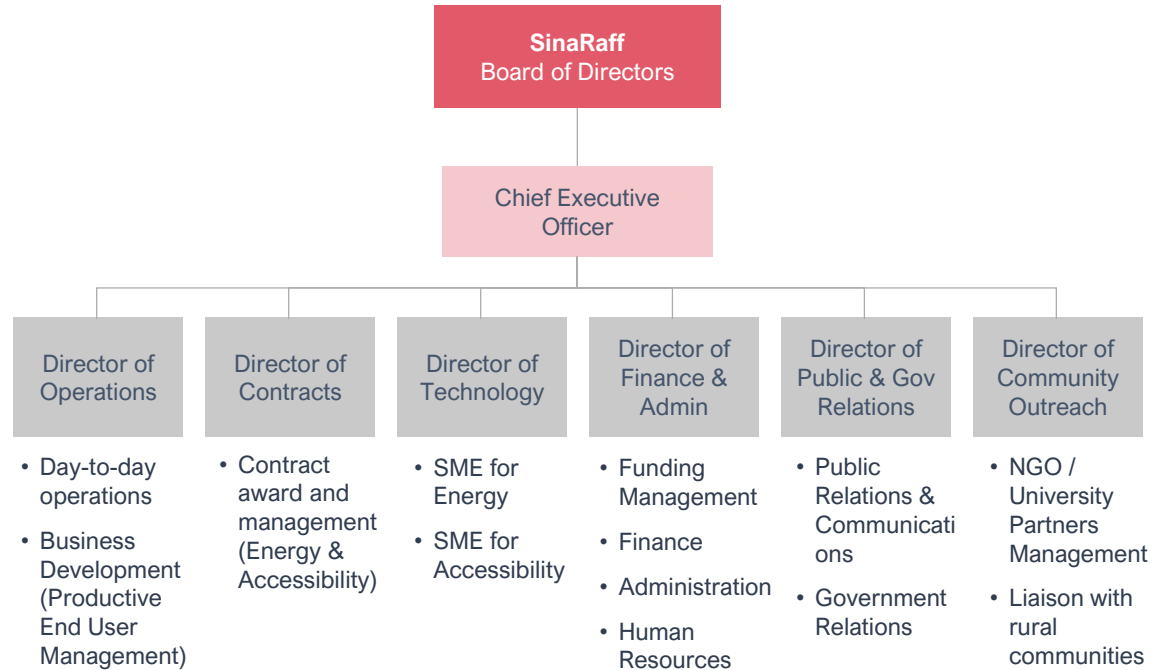 SinaRaff
Board of Directors
Chief Executive
Officer
Director of
Operations
Director of
Contracts
Director of
Technology
Director of
Finance &
Admin
Director of
Public & Gov
Relations
Director of
Community
Outreach
• Day-to-day
operations
• Business
Development
(Productive
End User
Management)
• Contract
award and
management
(Energy &
Accessibility)
• SME for
Energy
• SME for
Accessibility
• Funding
Management
• Finance
• Administration
• Human
Resources
• Public
Relations &
Communicati
ons
• Government
Relations
• NGO /
University
Partners
Management
• Liaison with
rural
communities